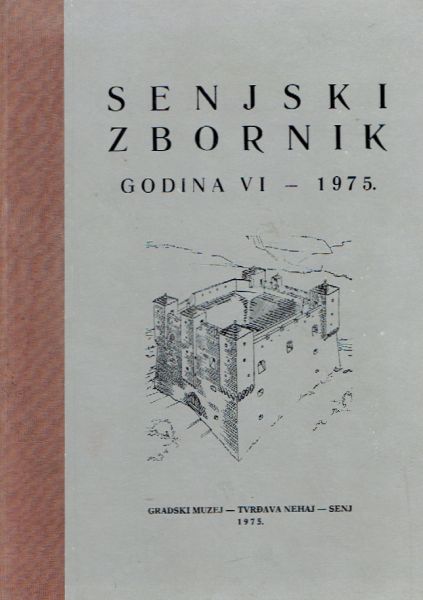 SENJSKI
ZBORNIK
GODINA VI – 1975.
GRADSKI MUZEJ — TVRĐAVA NEHAJ — SENJ
1975.